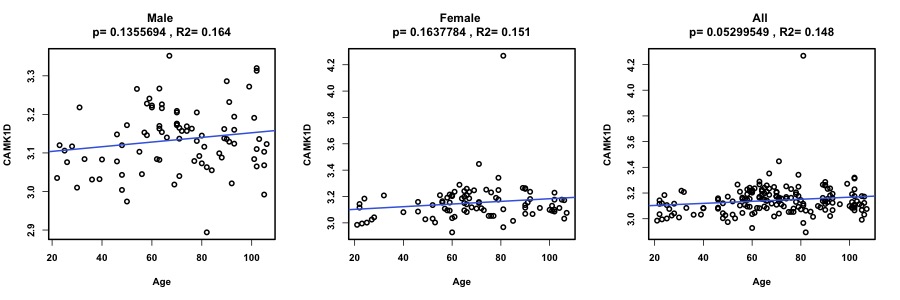 Male
p= 0.1355694 , R2= 0.164
CAMK1D
3.3
3.2
3.1
3.0
2.9
20 40 60 80 100
Age
Female
p= 0.1637784 , R2= 0.151
CAMK1D
4.2
4.0
3.8
3.6
3.4
3.2
3.0
20 40 60 80 100
Age
All
p= 0.05299549 , R2= 0.148
CAMK1D
4.2
4.0
3.8
3.6
3.4
3.2
3.0
20 40 60 80 100
Age